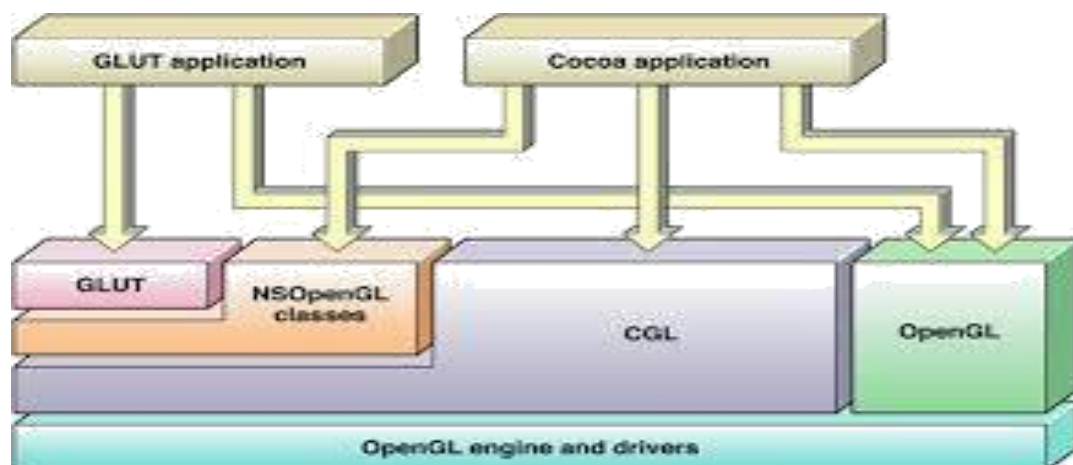 GLUT application
Cocoa application
GLUT
NSOpenGL
classes
CGL
OpenGL
OpenGL engine and drivers